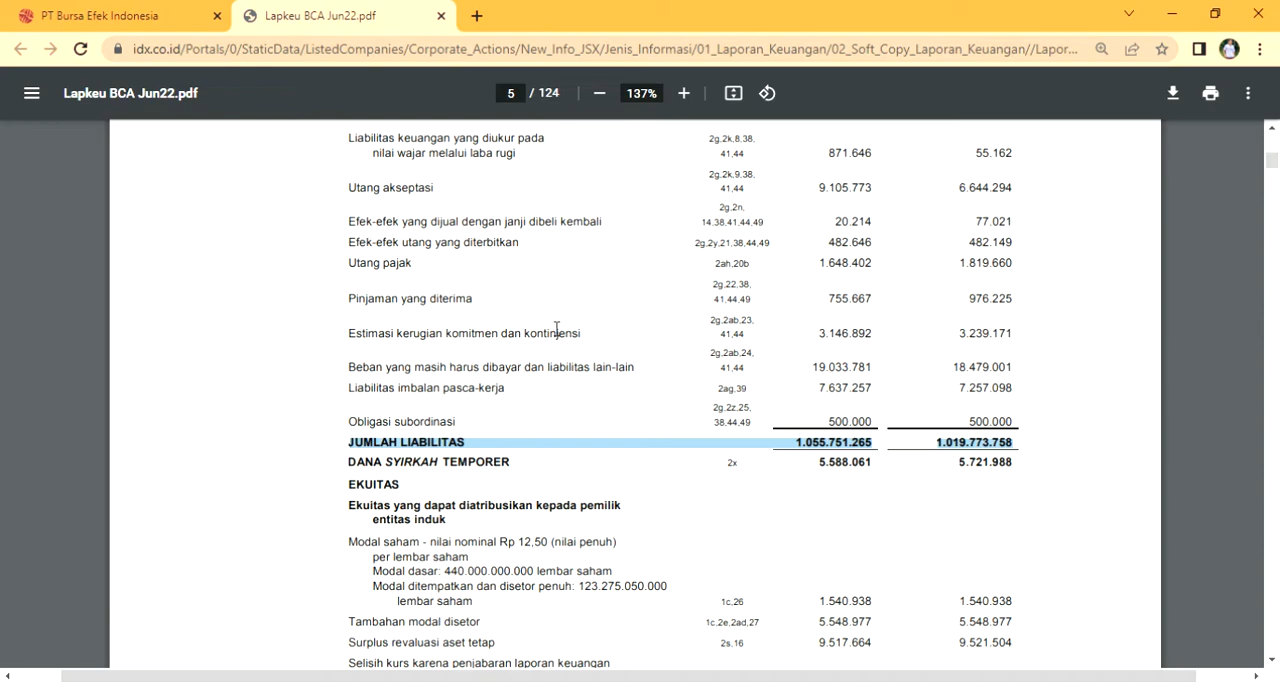 PT Bursa Efek Indonesia
Lapkeu BCA Jun22.pdf
idx.co.id/Portals/0/StaticData/ListedCompanies/Corporate_Actions/New_Info_JSX/Jenis_Informasi/01_Laporan_Keuangan/02_Soft_Copy_Laporan_Keuangan//Lapor...
Lapkeu BCA Jun22.pdf
5 / 124
137%
Liabilitas keuangan yang diukur pada 2g,2k,8,38,
nilai wajar melalui laba rugi 41,44 871.646 55.162
2g,2k,9,38,
Utang akseptasi 41,44 9.105.773 6.644.294
2g,2n,
Efek-efek yang dijual dengan janji dibeli kembali 14,38,41,44,49 20.214 77.021
Efek-efek utang yang diterbitkan 2g,2y,21,38,44,49 482.646 482.149
Utang pajak 2ah,20b 1.648.402 1.819.660
2g,22,38,
Pinjaman yang diterima 41,44,49 755.667 976.225
2g,2ab,23,
Estimasi kerugian komitmen dan kontinjensi 41,44 3.146.892 3.239.171
2g,2ab,24,
Beban yang masih harus dibayar dan liabilitas lain-lain 41,44 19.033.781 18.479.001
Liabilitas imbalan pasca-kerja 2ag,39 7.637.257 7.257.098
2g,2z,25,
Obligasi subordinasi 38,44,49 500.000 500.000
JUMLAH LIABILITAS 1.055.751.265 1.019.773.758
DANA SYIRKAH TEMPORER 2x 5.588.061 5.721.988
EKUITAS
Ekuitas yang dapat diatribusikan kepada pemilik
entitas induk
Modal saham - nilai nominal Rp 12,50 (nilai penuh)
per lembar saham
Modal dasar: 440.000.000.000 lembar saham
Modal ditempatkan dan disetor penuh: 123.275.050.000
lembar saham 1c,26 1.540.938 1.540.938
Tambahan modal disetor 1c,2e,2ad,27 5.548.977 5.548.977
Surplus revaluasi aset tetap 2s,16 9.517.664 9.521.504
Selisih kurs karena penjabaran laporan keuangan